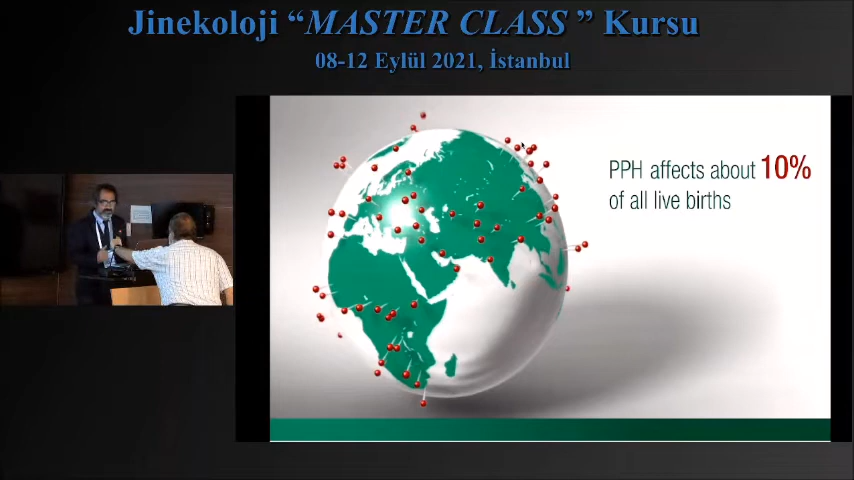 Jinekoloji “MASTER CLASS ” Kursu
08-12 Eylül 2021, İstanbul
PPH affects about 10%
of all live births